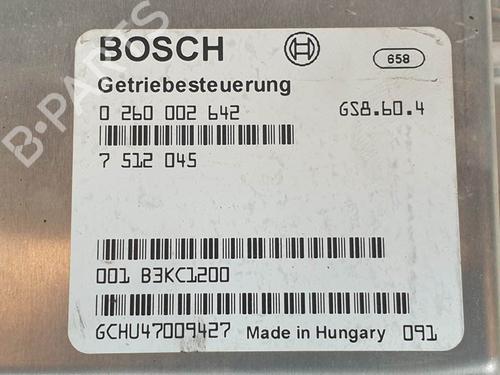 B-PARTS
BOSCH
658
Getriebesteuerung
0 260 002 642 GS8.60.4
7 512 045
001 B3KC1200
GCHU47009427 Made in Hungary 091